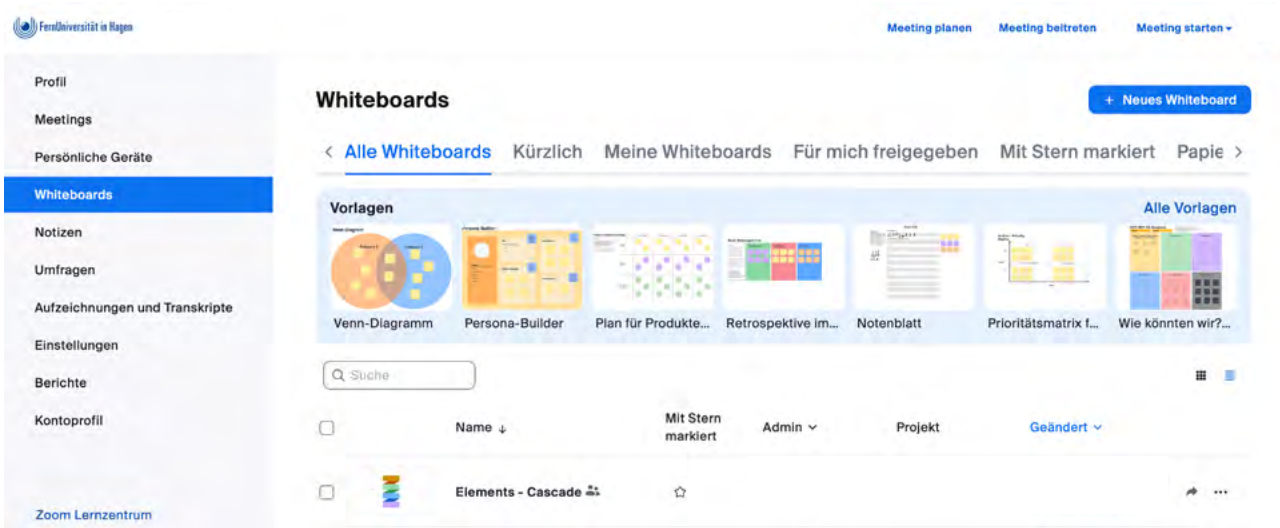 FernUniversität in Hagen
Meeting planen
Meeting beitreten
Meeting starten
Profil
Meetings
Persönliche Geräte
Whiteboards
Notizen
Umfragen
Aufzeichnungen und Transkripte
Einstellungen
Berichte
Kontoprofil
Zoom Lernzentrum
Whiteboards
+ Neues Whiteboard
Alle Whiteboards
Kürzlich
Meine Whiteboards
Für mich freigegeben
Mit Stern markiert
Papie
Vorlagen
Alle Vorlagen
Venn-Diagramm
Persona-Builder
Plan für Produkte...
Retrospektive im...
Notenblatt
Prioritätsmatrix f...
Wie könnten wir?...
Suche
Name ↓
Mit Stern
markiert
Admin
Projekt
Geändert
Elements - Cascade